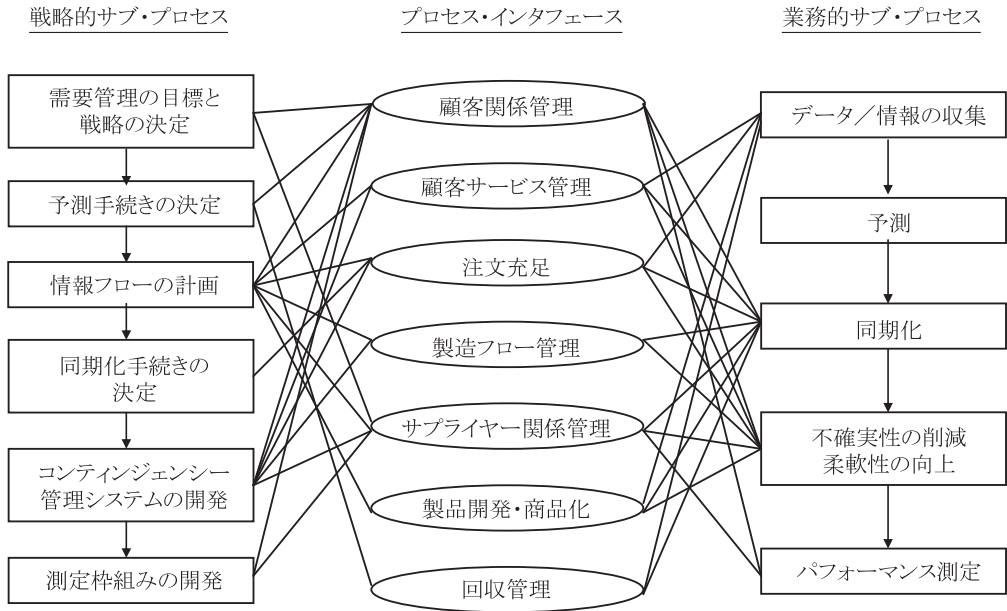 戦略的サブ・プロセス
需要管理の目標と
戦略の決定
予測手続きの決定
情報フローの計画
同期化手続きの
決定
コンティンジェンシー
管理システムの開発
測定枠組みの開発
プロセス・インタフェース
顧客関係管理
顧客サービス管理
注文充足
製造フロー管理
サプライヤー関係管理
製品開発・商品化
回収管理
業務的サブ・プロセス
データ/情報の収集
予測
同期化
不確実性の削減
柔軟性の向上
パフォーマンス測定